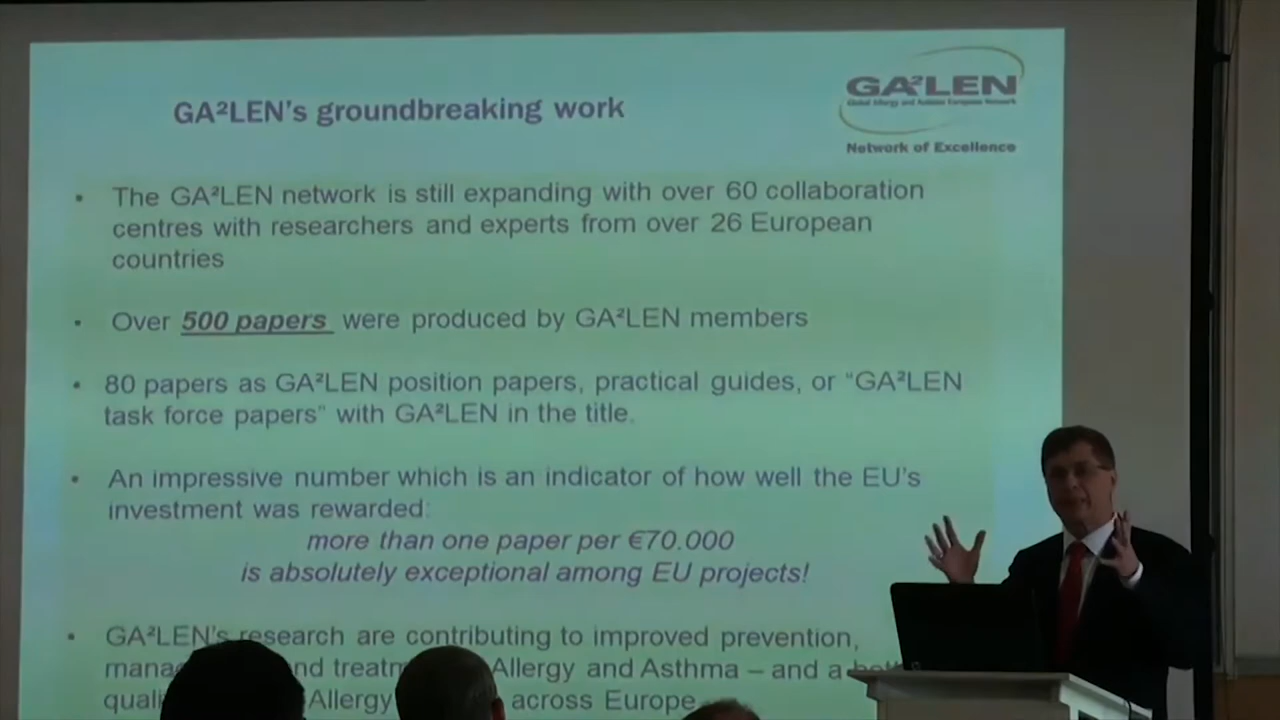 GA²LEN
Global Allergy and Asthma European Network
Network of Excellence
GA²LEN's groundbreaking work
• The GA²LEN network is still expanding with over 60 collaboration
centres with researchers and experts from over 26 European
countries
• Over 500 papers were produced by GA²LEN members
• 80 papers as GA²LEN position papers, practical guides, or “GA²LEN
task force papers” with GA²LEN in the title.
• An impressive number which is an indicator of how well the EU's
investment was rewarded:
more than one paper per €70.000
is absolutely exceptional among EU projects!
• GA²LEN's research are contributing to improved prevention,
Allergy and Asthma – and a
Allergy across Europe